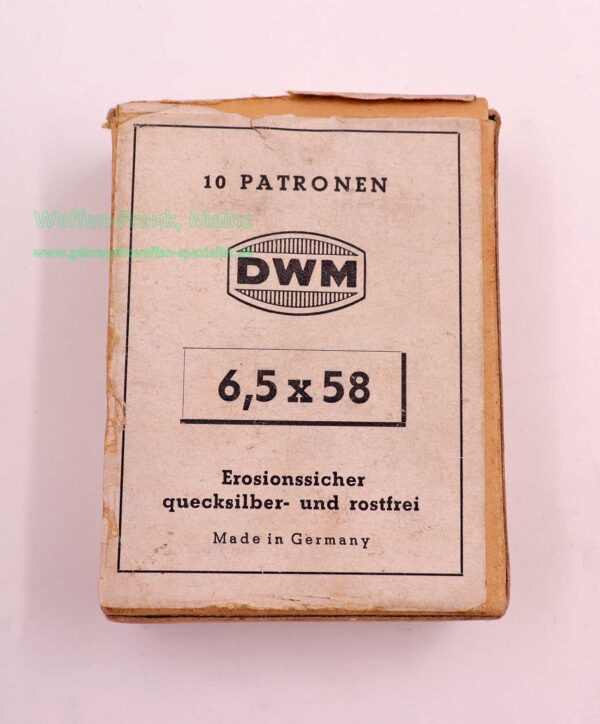 10 PATRONEN
Waffen-Frank, Mainz
DWM
6,5 x 58
Erosionssicher
quecksilber- und rostfrei
Made in Germany